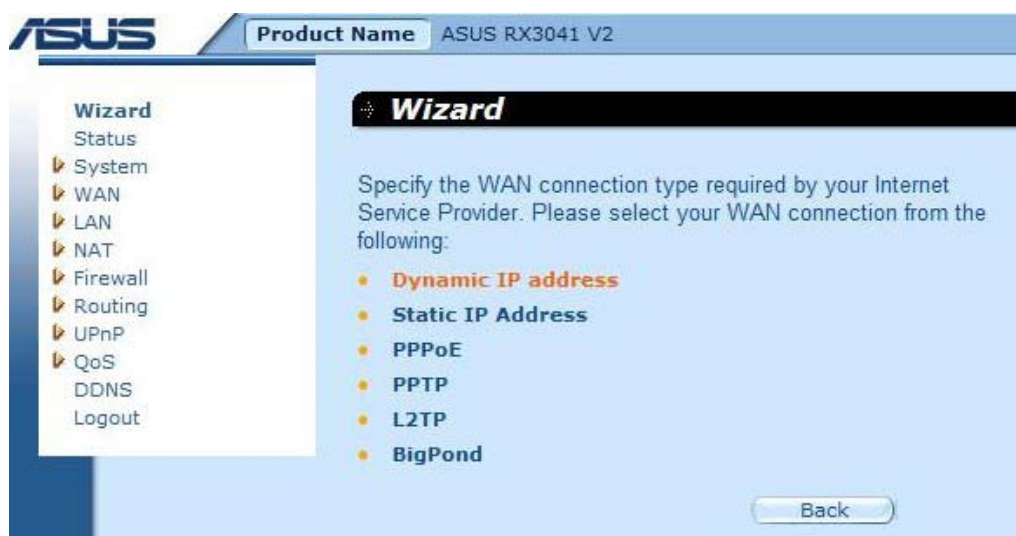 ASUS
Product Name ASUS RX3041 V2
Wizard
Status
System
WAN
LAN
NAT
Firewall
Routing
UPnP
QoS
DDNS
Logout
Wizard
Specify the WAN connection type required by your Internet
Service Provider. Please select your WAN connection from the
following:
Dynamic IP address
Static IP Address
PPPoE
PPTP
L2TP
BigPond
Back